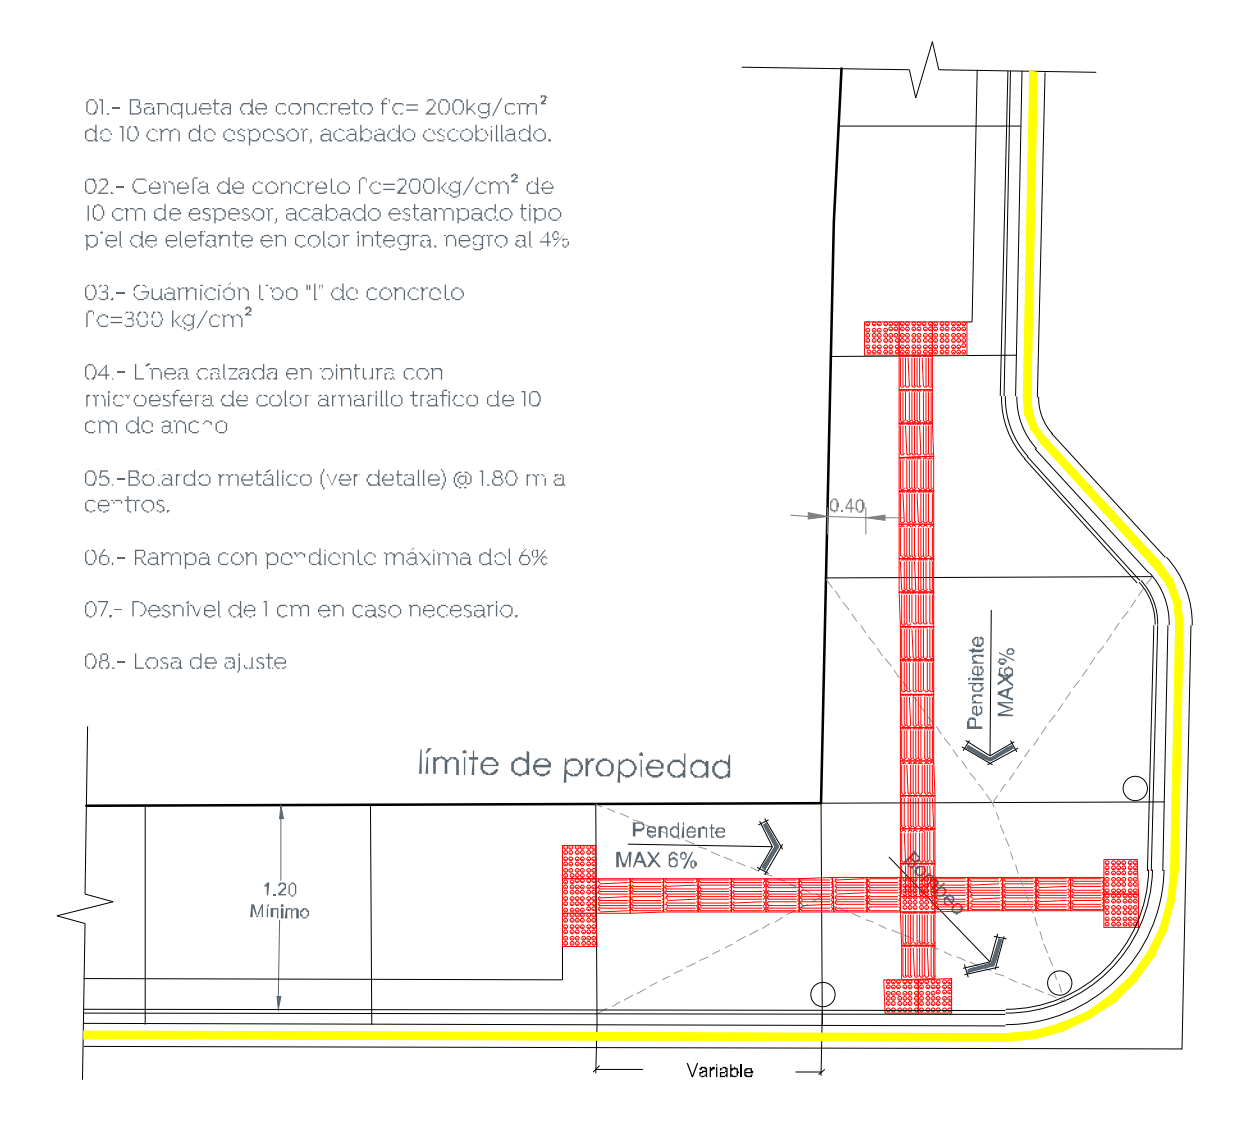 01.- Banqueta de concreto f'c= 200kg/cm²
de 10 cm de espesor, acabado escobillado.
02.- Cenefa de concreto f'c=200kg/cm² de
10 cm de espesor, acabado estampado tipo
piel de elefante en color integral negro al 4%
03.- Guarnición tipo "I" de concreto
f'c=300 kg/cm²
04.- Línea calzada en pintura con
microesfera de color amarillo trafico de 10
cm de ancho
05.-Bolardo metálico (ver detalle) @ 1.80 m a
centros.
06.- Rampa con pendiente máxima del 6%
07.- Desnivel de 1 cm en caso necesario.
08.- Losa de ajuste
0.40
Pendiente
MAX6%
límite de propiedad
Pendiente
MAX 6%
Bombeo
1.20
Mínimo
Variable